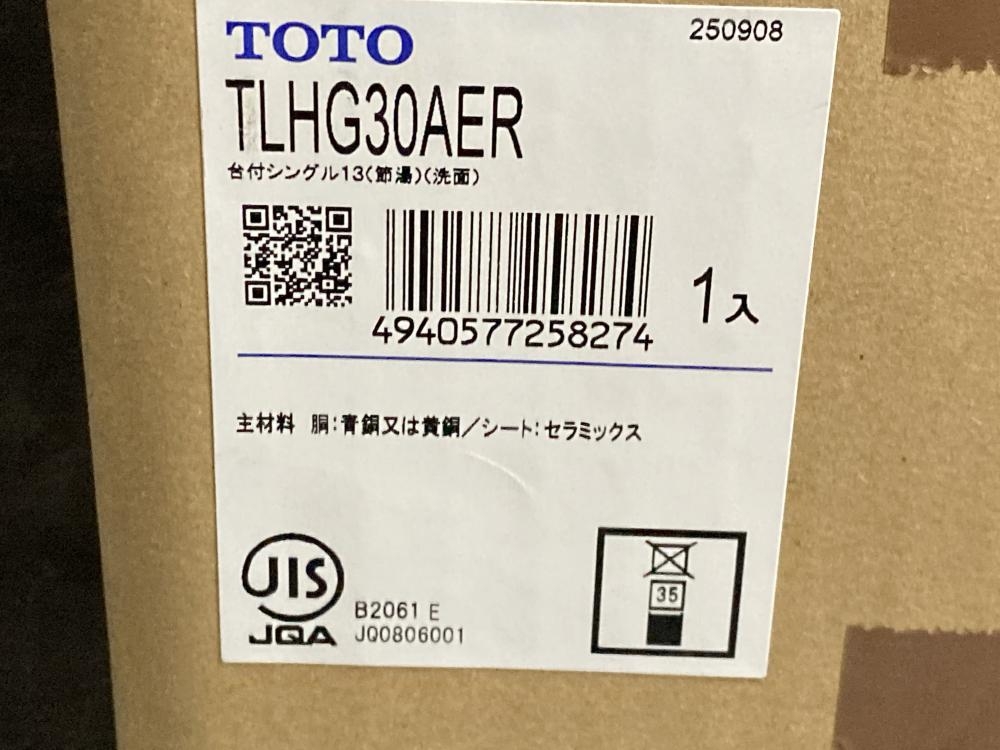 TOTO
250908
TLHG30AER
台付シングル13(節湯)(洗面)
4940577258274
1入
主材料 胴:青銅又は黄銅/シート:セラミックス
JIS
JQA
B2061 E
JQ0806001
35